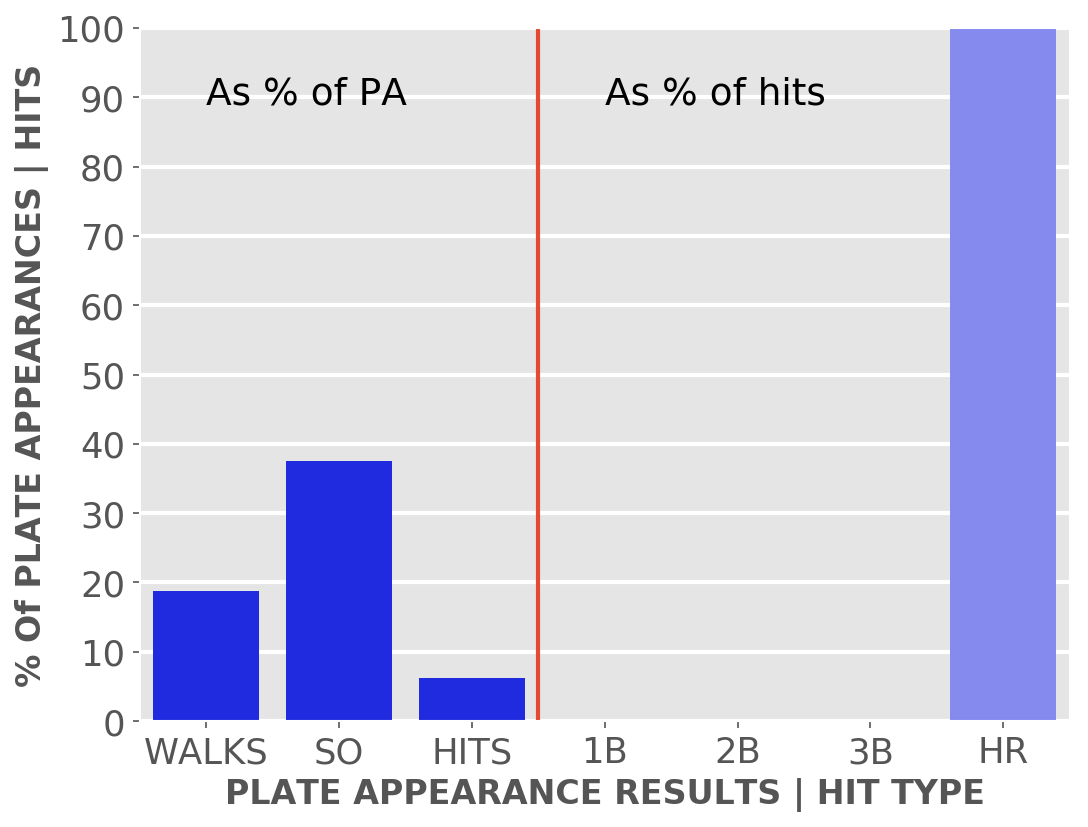 % Of PLATE APPEARANCES | HITS
100
90
80
70
60
50
40
30
20
10
0
As % of PA
As % of hits
WALKS SO HITS 1B 2B 3B HR
PLATE APPEARANCE RESULTS | HIT TYPE